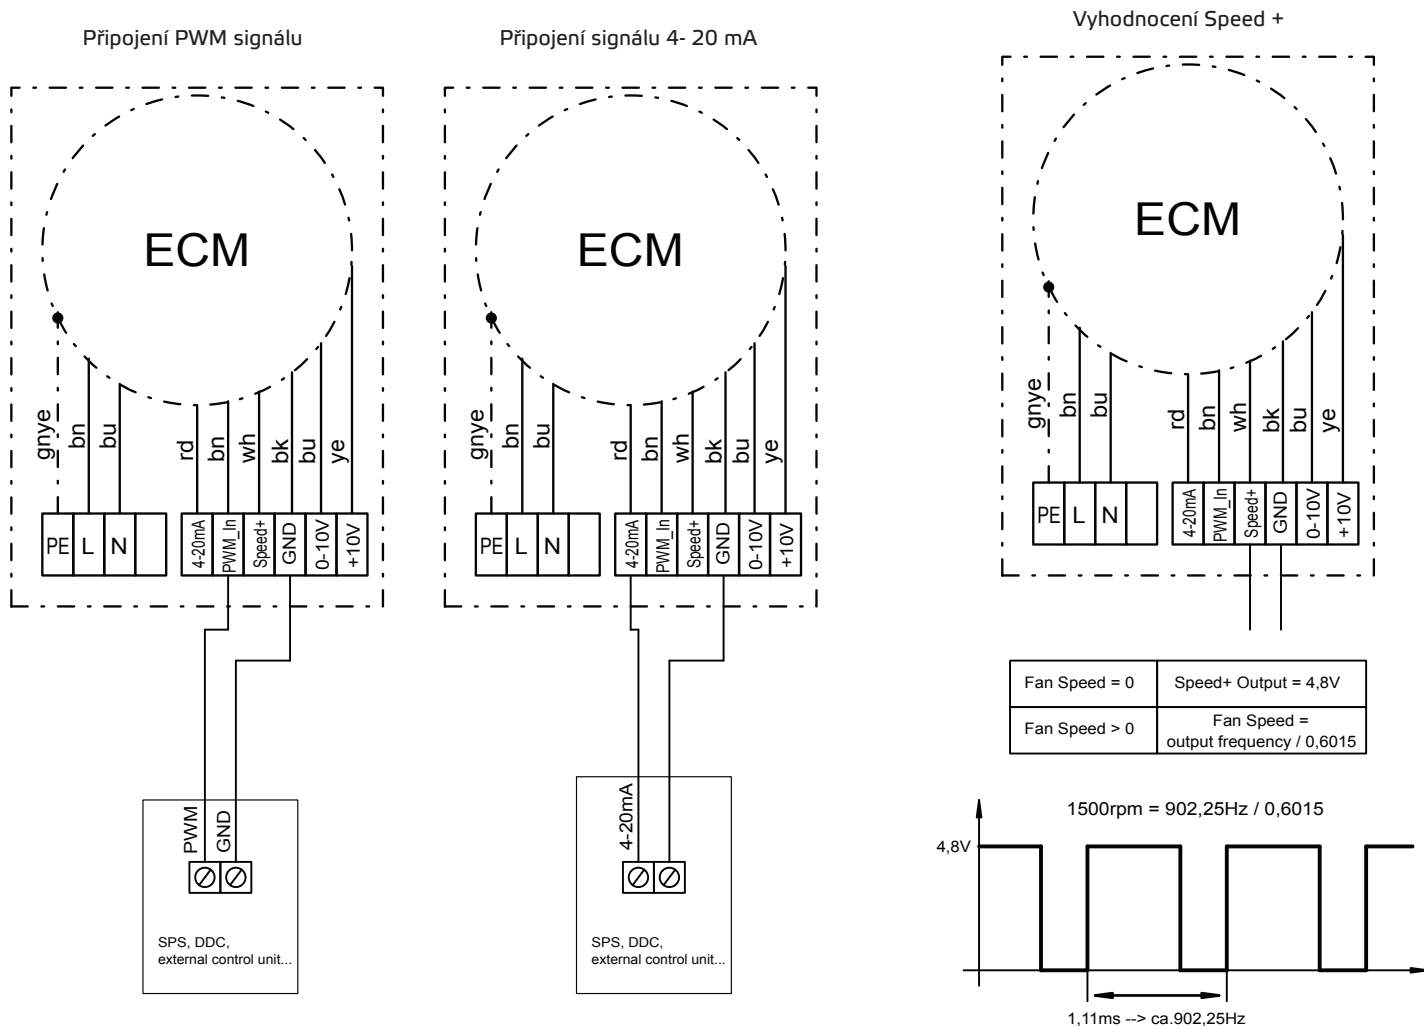 Připojení PWM signálu
ECM
gnye
bn
bu
rd
bn
wh
bk
bu
ye
PE
L
N
4-20mA
PWM_In
Speed+
GND
0-10V
+10V
PWM
GND
SPS, DDC,
external control unit...
Připojení signálu 4- 20 mA
ECM
gnye
bn
bu
rd
bn
wh
bk
bu
ye
PE
L
N
4-20mA
PWM_In
Speed+
GND
0-10V
+10V
4-20mA
SPS, DDC,
external control unit...
Vyhodnocení Speed +
ECM
gnye
bn
bu
rd
bn
wh
bk
bu
ye
PE
L
N
4-20mA
PWM_In
Speed+
GND
0-10V
+10V
Fan Speed = 0
Speed+ Output = 4,8V
Fan Speed > 0
Fan Speed =
output frequency / 0,6015
1500rpm = 902,25Hz / 0,6015
4,8V
1,11ms --> ca.902,25Hz